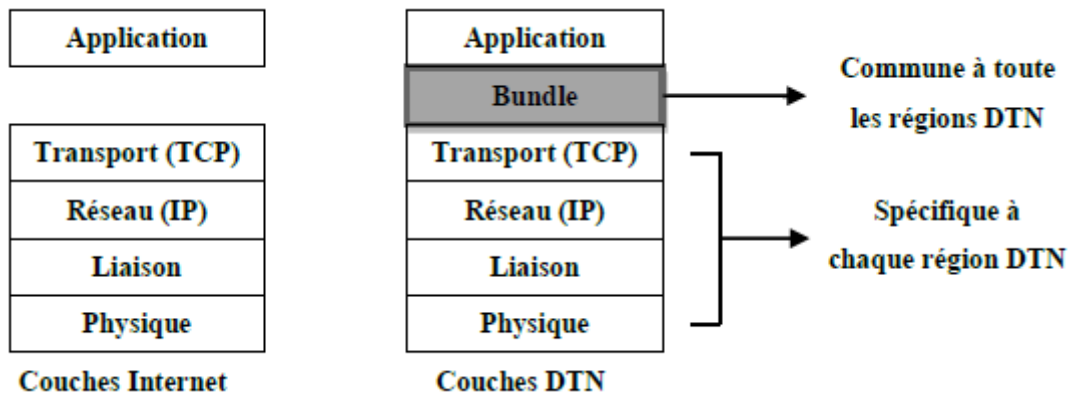 Application
Transport (TCP)
Réseau (IP)
Liaison
Physique
Couches Internet
Application
Bundle
Transport (TCP)
Réseau (IP)
Liaison
Physique
Couches DTN
Commune à toute
les régions DTN
Spécifique à
chaque région DTN